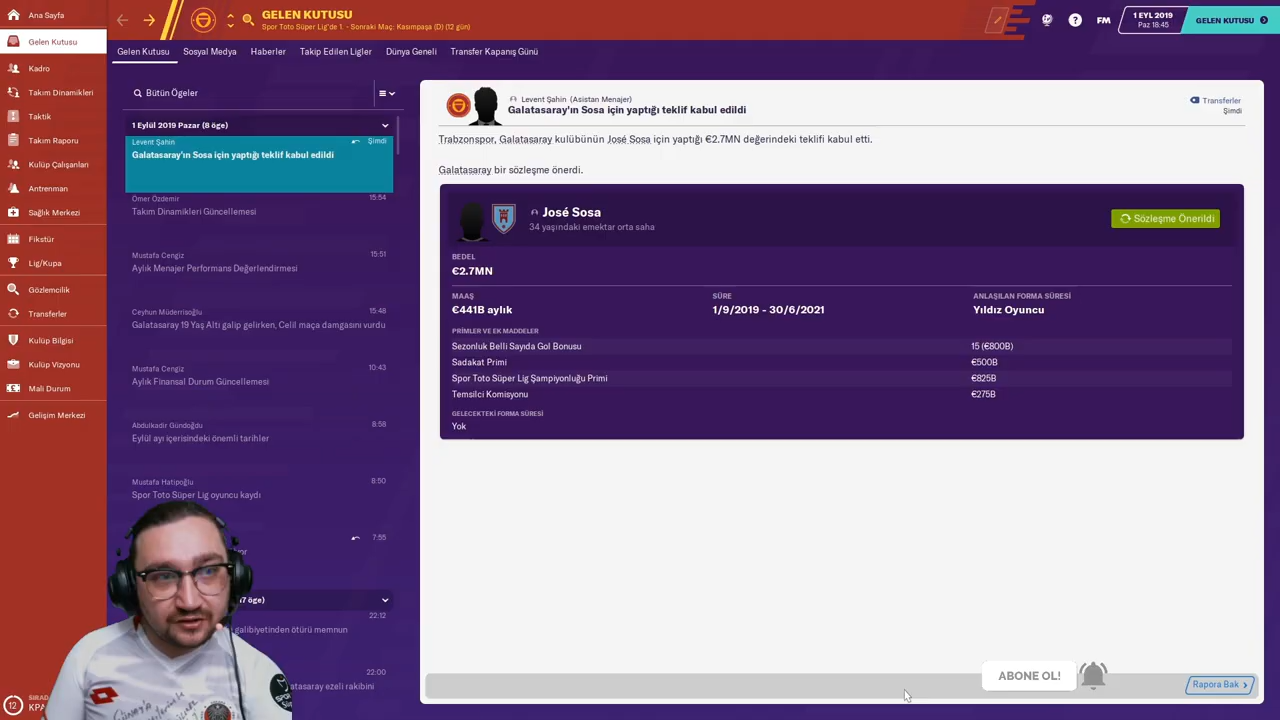 Ana Sayfa
Gelen Kutusu
Kadro
Takım Dinamikleri
Taktik
Takım Raporu
Kulüp Çalışanları
Antrenman
Sağlık Merkezi
Fikstür
Lig/Kupa
Gözlemcilik
Transferler
Kulüp Bilgisi
Kulüp Vizyonu
Mali Durum
Gelişim Merkezi
12
GELEN KUTUSU
Spor Toto Süper Lig'de 1. - Sonraki Maç: Kasımpaşa (D) (12 gün)
FM
1 EYL 2019
Paz 18:45
GELEN KUTUSU
Gelen Kutusu
Sosyal Medya
Haberler
Takip Edilen Ligler
Dünya Geneli
Transfer Kapanış Günü
Bütün Ögeler
1 Eylül 2019 Pazar (8 öge)
Levent Şahin
Şimdi
Galatasaray'ın Sosa için yaptığı teklif kabul edildi
Ömer Özdemir
15:54
Takım Dinamikleri Güncellemesi
Mustafa Cengiz
15:51
Aylık Menajer Performans Değerlendirmesi
Ceyhun Müderrisoğlu
15:48
Galatasaray 19 Yaş Altı galip gelirken, Celil maça damgasını vurdu
Mustafa Cengiz
10:43
Aylık Finansal Durum Güncellemesi
Abdulkadir Gündoğdu
8:58
Eylül ayı içerisindeki önemli tarihler
Mustafa Hatipoğlu
8:50
Spor Toto Süper Lig oyuncu kaydı
7:55
22:12
galibiyetinden ötürü memnun
22:00
ezeli rakibini
Levent Şahin (Asistan Menajer)
Galatasaray'ın Sosa için yaptığı teklif kabul edildi
Transferler
Şimdi
Trabzonspor, Galatasaray kulübünün José Sosa için yaptığı €2.7MN değerindeki teklifi kabul etti.
Galatasaray bir sözleşme önerdi.
José Sosa
34 yaşındaki emektar orta saha
Sözleşme Önerildi
BEDEL
€2.7MN
MAAŞ
SÜRE
ANLAŞILAN FORMA SÜRESİ
€441B aylık
1/9/2019 - 30/6/2021
Yıldız Oyuncu
PRİMLER VE EK MADDELER
Sezonluk Belli Sayıda Gol Bonusu
15 (€800B)
Sadakat Primi
€500B
Spor Toto Süper Lig Şampiyonluğu Primi
€825B
Temsilci Komisyonu
€275B
GELECEKTEKİ FORMA SÜRESİ
Yok
ABONE OL!
Rapora Bak